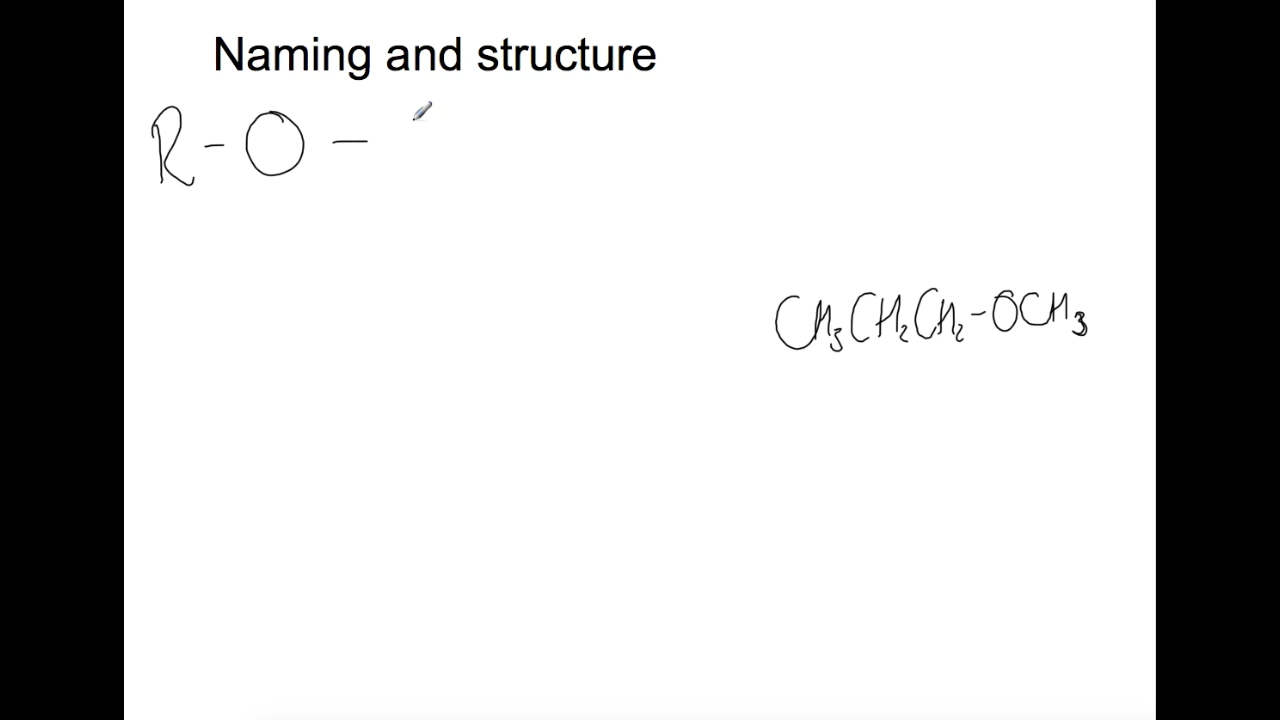 Naming and structure
R - O -
CH₃CH₂CH₂-OCH₃